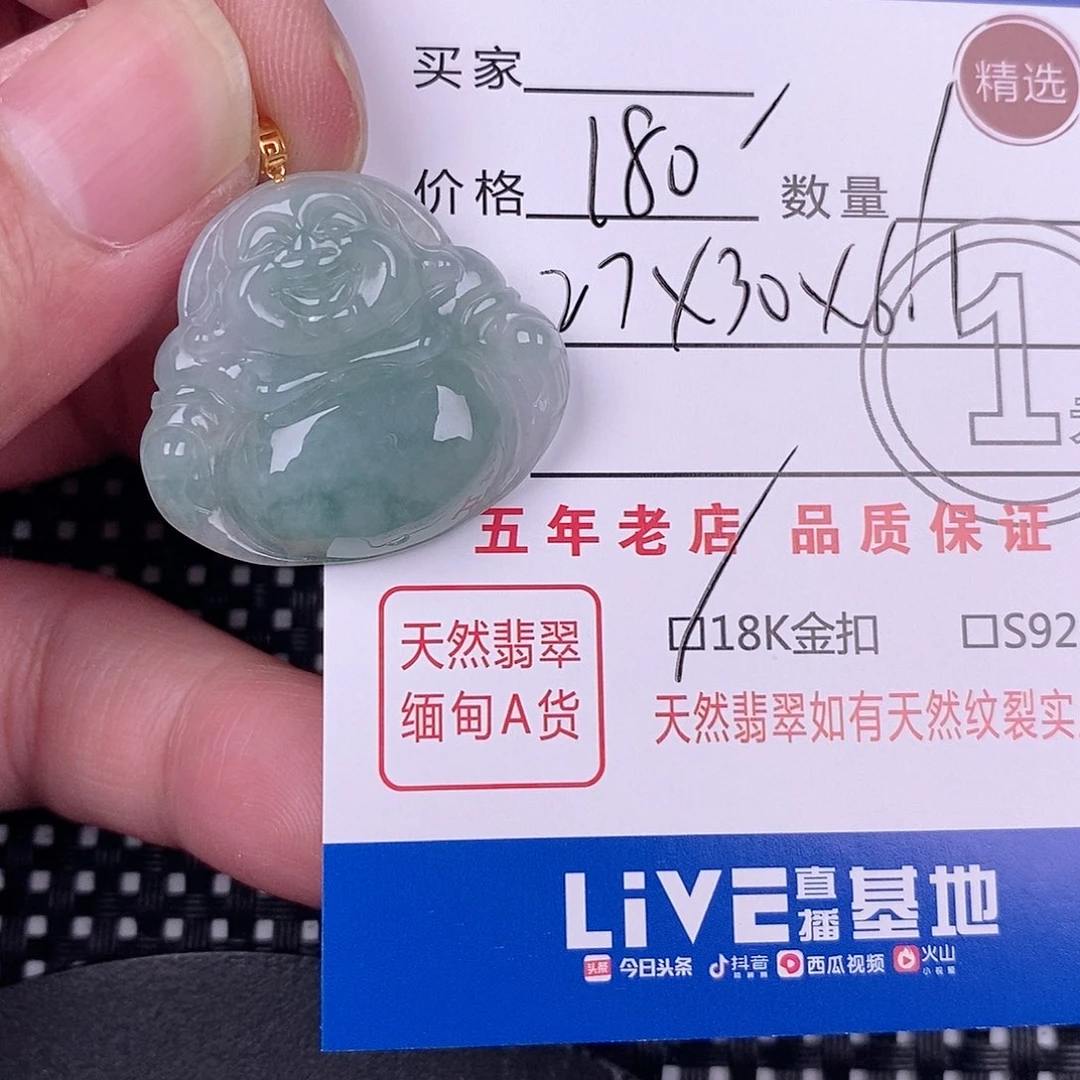 买家
精选
价格 180 数量
27X30X6.1
1
五年老店 品质保证
天然翡翠
缅甸A货
□18K金扣 □S92
天然翡翠如有天然纹裂实
LiVE直播基地
头条 今日头条 抖音 西瓜视频 火山
小视频